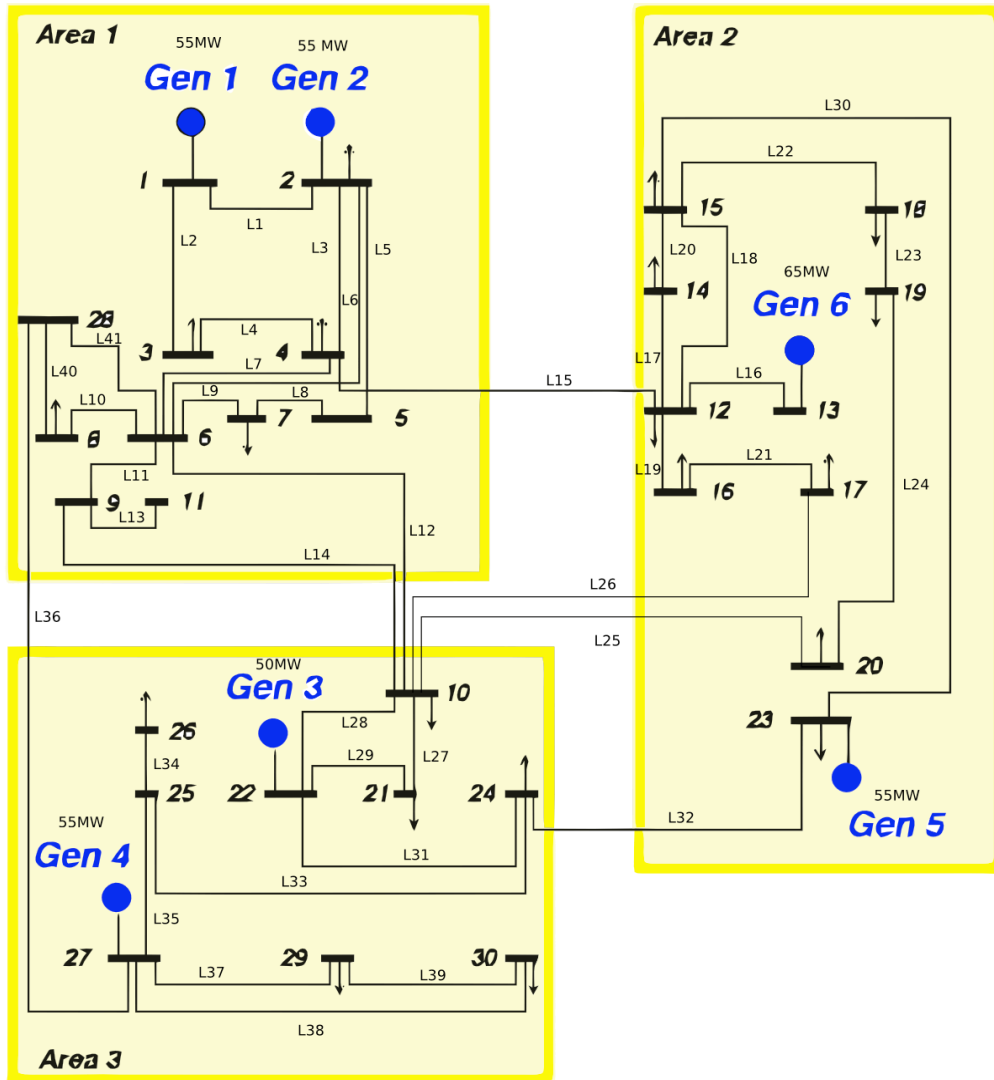 Area 1
55MW
Gen 1
55 MW
Gen 2
1
2
L1
L2
L3
L5
L6
28
L41
3
L4
4
L7
L40
L10
L9
L8
8
6
7
5
L11
9
11
L13
L14
L12
L15
L36
Area 2
L30
L22
15
18
L20
L18
L23
14
65MW
Gen 6
19
L17
L16
12
13
L19
L21
16
17
L24
L26
L25
20
23
55MW
Gen 5
L32
50MW
Gen 3
10
L28
26
L29
L27
L34
25
22
21
24
55MW
Gen 4
L31
L33
L35
27
29
30
L37
L39
L38
Area 3